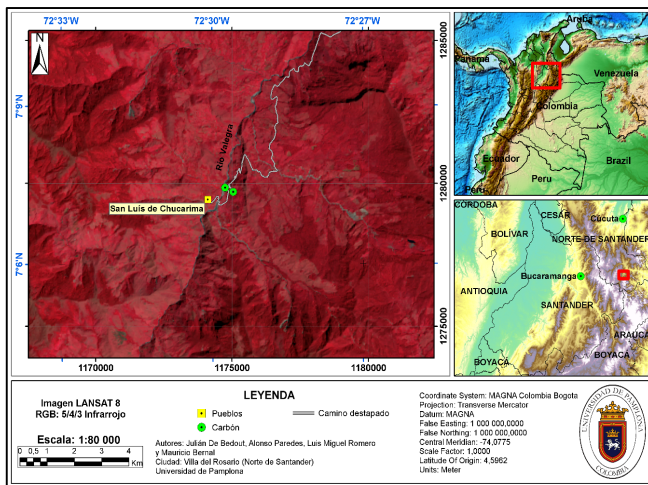 72°33'W
72°30'W
72°27'W
N
7°9'N
7°6'N
1285000
1280000
1275000
1170000
1175000
1180000
Río Valegra
San Luís de Chucarima
Aruba
Panamá
Venezuela
Colombia
Ecuador
Perú
Peru
Brazil
CÓRDOBA
CESAR
Cúcuta
BOLÍVAR
NORTE DE SANTANDER
Bucaramanga
ANTIOQUIA
SANTANDER
ARAUCA
BOYACÁ
BOYACÁ
Imagen LANSAT 8
RGB: 5/4/3 Infrarrojo
Escala: 1:80 000
0 0,5 1 2 3 4
Km
LEYENDA
Pueblos
Camino destapado
Carbón
Autores: Julián De Bedout, Alonso Paredes, Luis Miguel Romero
y Mauricio Bernal
Ciudad: Villa del Rosario (Norte de Santander)
Universidad de Pamplona
Coordinate System: MAGNA Colombia Bogota
Projection: Transverse Mercator
Datum: MAGNA
False Easting: 1 000 000,0000
False Northing: 1 000 000,0000
Central Meridian: -74,0775
Scale Factor: 1,0000
Latitude Of Origin: 4,5962
Units: Meter
UNIVERSIDAD DE PAMPLONA
COLOMBIA